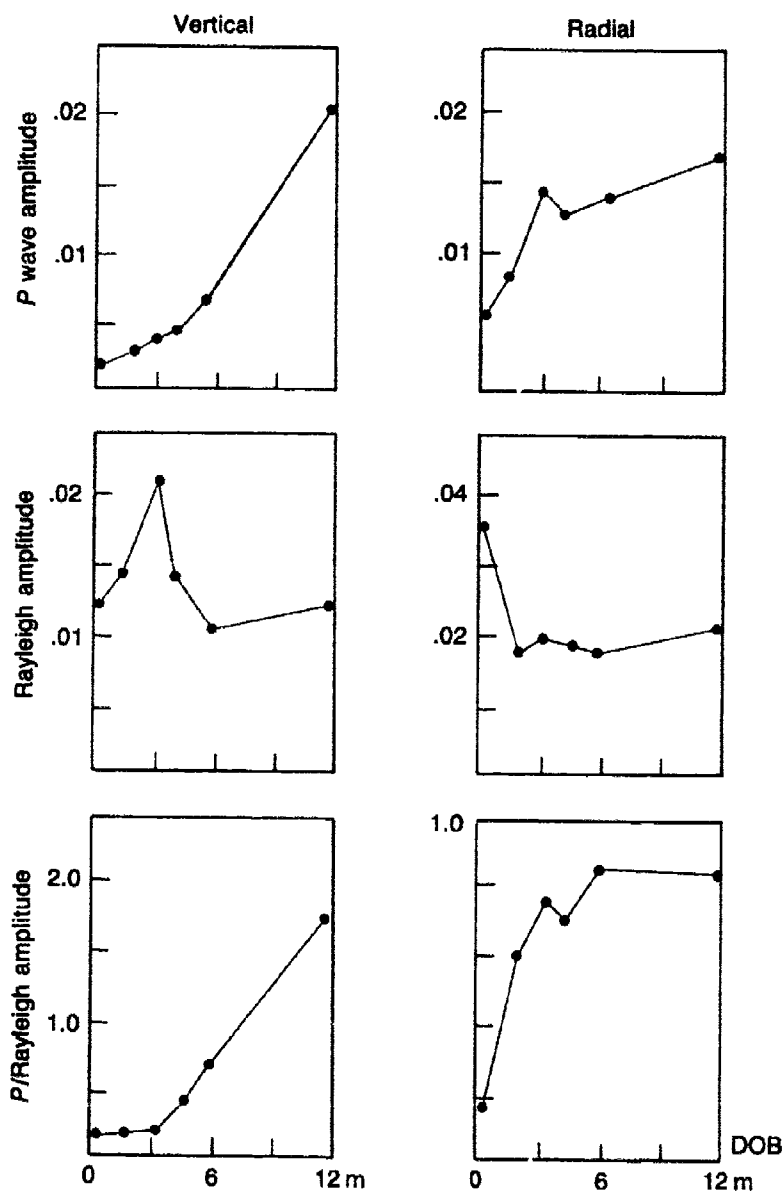 Vertical
Radial
P wave amplitude
.02
.01
.02
.01
Rayleigh amplitude
.02
.01
.04
.02
P/Rayleigh amplitude
2.0
1.0
1.0
0
6
12 m
0
6
12 m
DOB